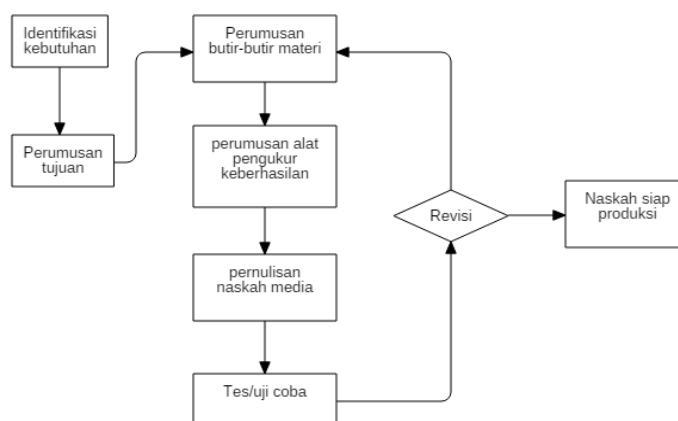 Identifikasi
kebutuhan
Perumusan
tujuan
Perumusan
butir-butir materi
perumusan alat
pengukur
keberhasilan
pernulisan
naskah media
Tes/uji coba
Revisi
Naskah siap
produksi